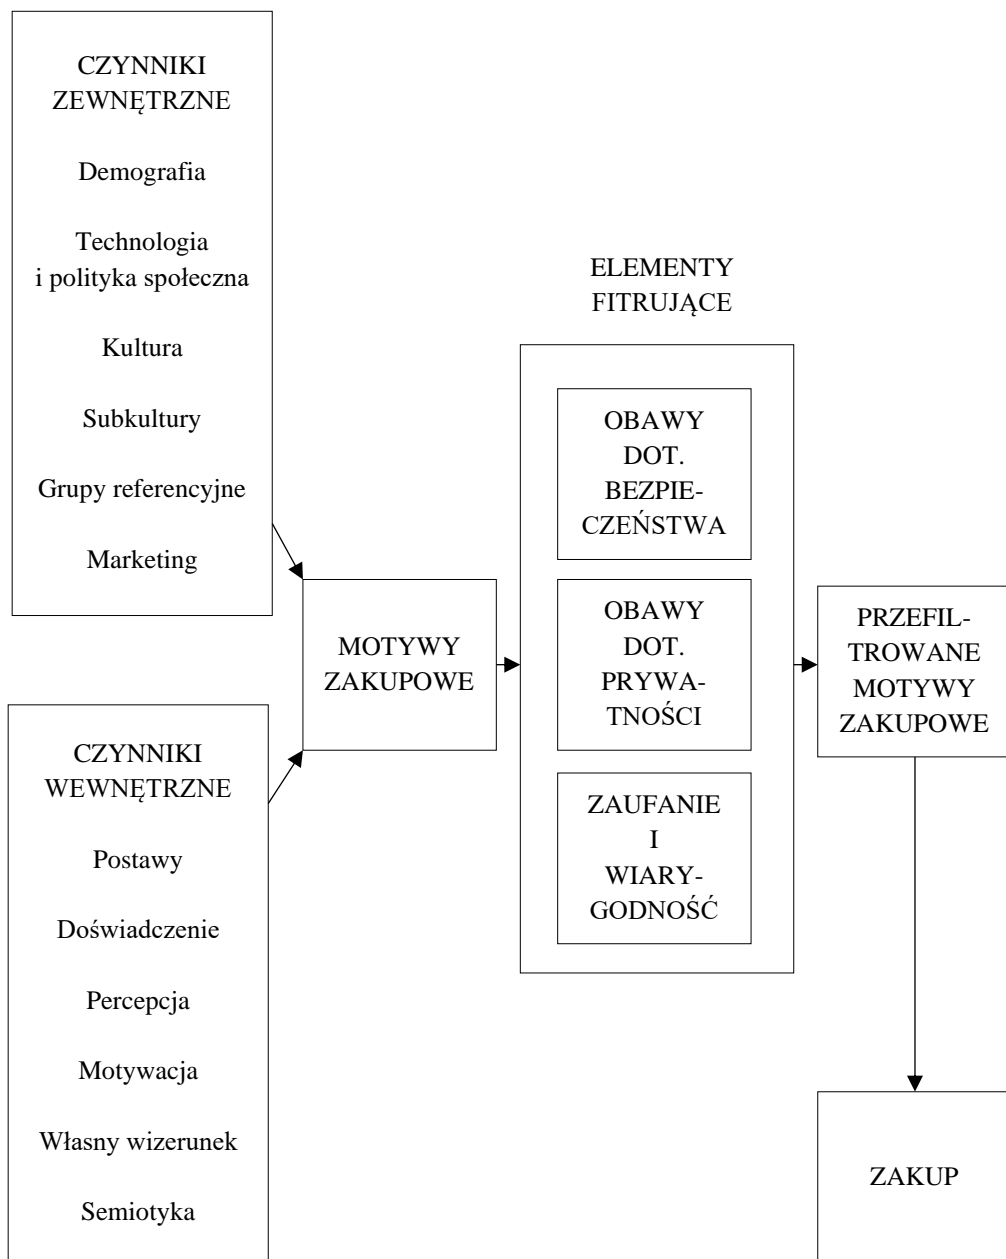 CZYNNIKI
ZEWNĘTRZNE
Demografia
Technologia
i polityka społeczna
Kultura
Subkultury
Grupy referencyjne
Marketing
CZYNNIKI
WEWNĘTRZNE
Postawy
Doświadczenie
Percepcja
Motywacja
Własny wizerunek
Semiotyka
MOTYWY
ZAKUPOWE
ELEMENTY
FITRUJĄCE
OBAWY
DOT.
BEZPIE-
CZEŃSTWA
OBAWY
DOT.
PRYWA-
TNOŚCI
ZAUFANIE
I
WIARY-
GODNOŚĆ
PRZEFIL-
TROWANE
MOTYWY
ZAKUPOWE
ZAKUP